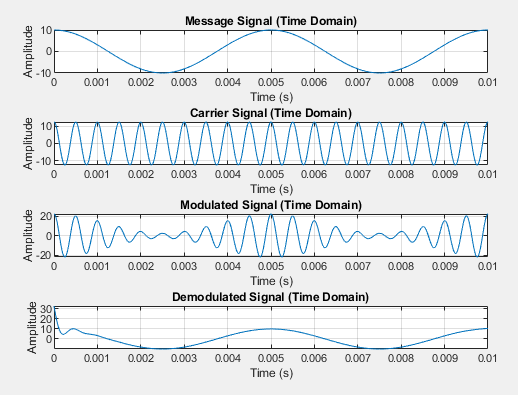 Message Signal (Time Domain)
Amplitude
10
0
-10
0 0.001 0.002 0.003 0.004 0.005 0.006 0.007 0.008 0.009 0.01
Time (s)
Carrier Signal (Time Domain)
Amplitude
10
0
-10
0 0.001 0.002 0.003 0.004 0.005 0.006 0.007 0.008 0.009 0.01
Time (s)
Modulated Signal (Time Domain)
Amplitude
20
0
-20
0 0.001 0.002 0.003 0.004 0.005 0.006 0.007 0.008 0.009 0.01
Time (s)
Demodulated Signal (Time Domain)
Amplitude
30
20
10
0
0 0.001 0.002 0.003 0.004 0.005 0.006 0.007 0.008 0.009 0.01
Time (s)